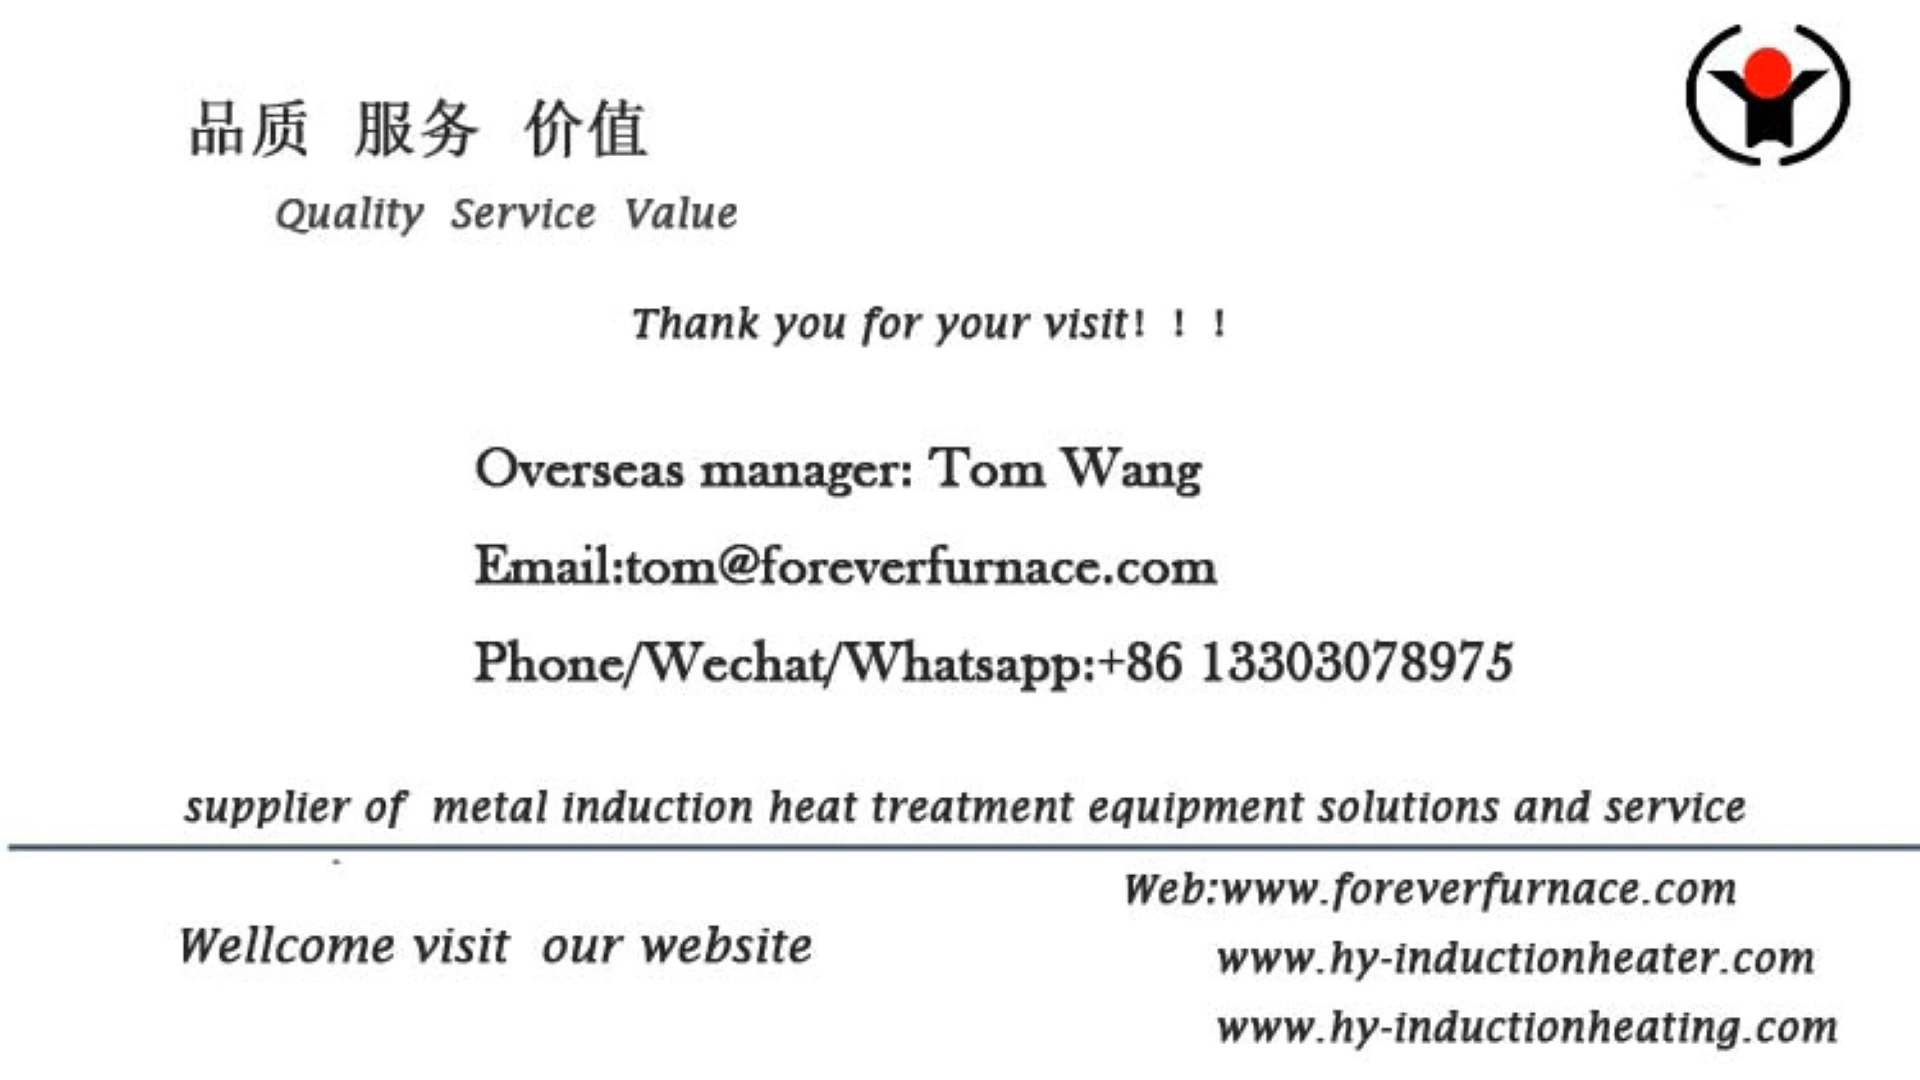 品质 服务 价值
Quality Service Value
Thank you for your visit！！！
Overseas manager: Tom Wang
Email:tom@foreverfurnace.com
Phone/Wechat/Whatsapp:+86 13303078975
supplier of metal induction heat treatment equipment solutions and service
Wellcome visit our website
Web:www.foreverfurnace.com
www.hy-inductionheater.com
www.hy-inductionheating.com